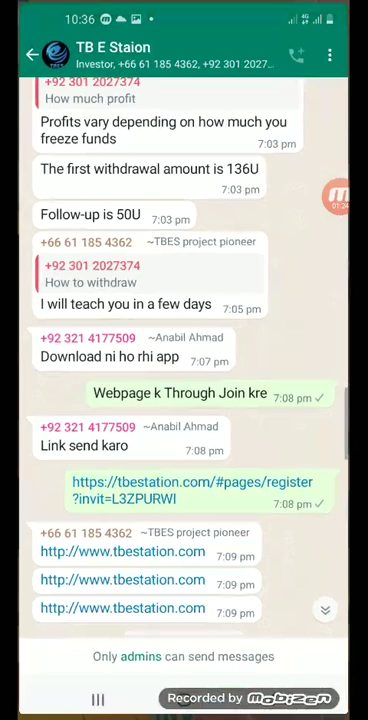 10:36
TB E Staion
Investor, +66 61 185 4362, +92 301 2027...
+92 301 2027374
How much profit
Profits vary depending on how much you
freeze funds
7:03 pm
The first withdrawal amount is 136U
7:03 pm
Follow-up is 50U 7:03 pm
+66 61 185 4362 ~TBES project pioneer
+92 301 2027374
How to withdraw
I will teach you in a few days 7:05 pm
+92 321 4177509 ~Anabil Ahmad
Download ni ho rhi app 7:07 pm
Webpage k Through Join kre 7:08 pm
+92 321 4177509 ~Anabil Ahmad
Link send karo 7:08 pm
https://tbestation.com/#pages/register
?invit=L3ZPURWI 7:08 pm
+66 61 185 4362 ~TBES project pioneer
http://www.tbestation.com 7:09 pm
http://www.tbestation.com 7:09 pm
http://www.tbestation.com 7:09 pm
Only admins can send messages
Recorded by mobizen